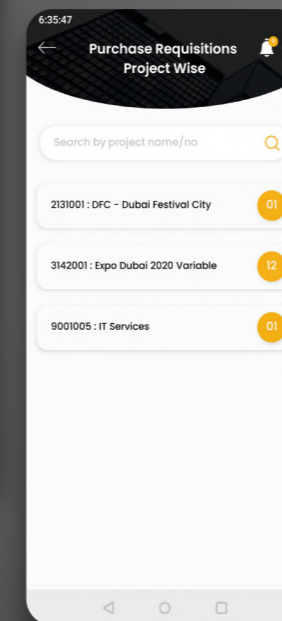 6:35:47
Purchase Requisitions
Project Wise
Search by project name/no
2131001 : DFC - Dubai Festival City
01
3142001 : Expo Dubai 2020 Variable
12
9001005 : IT Services
01